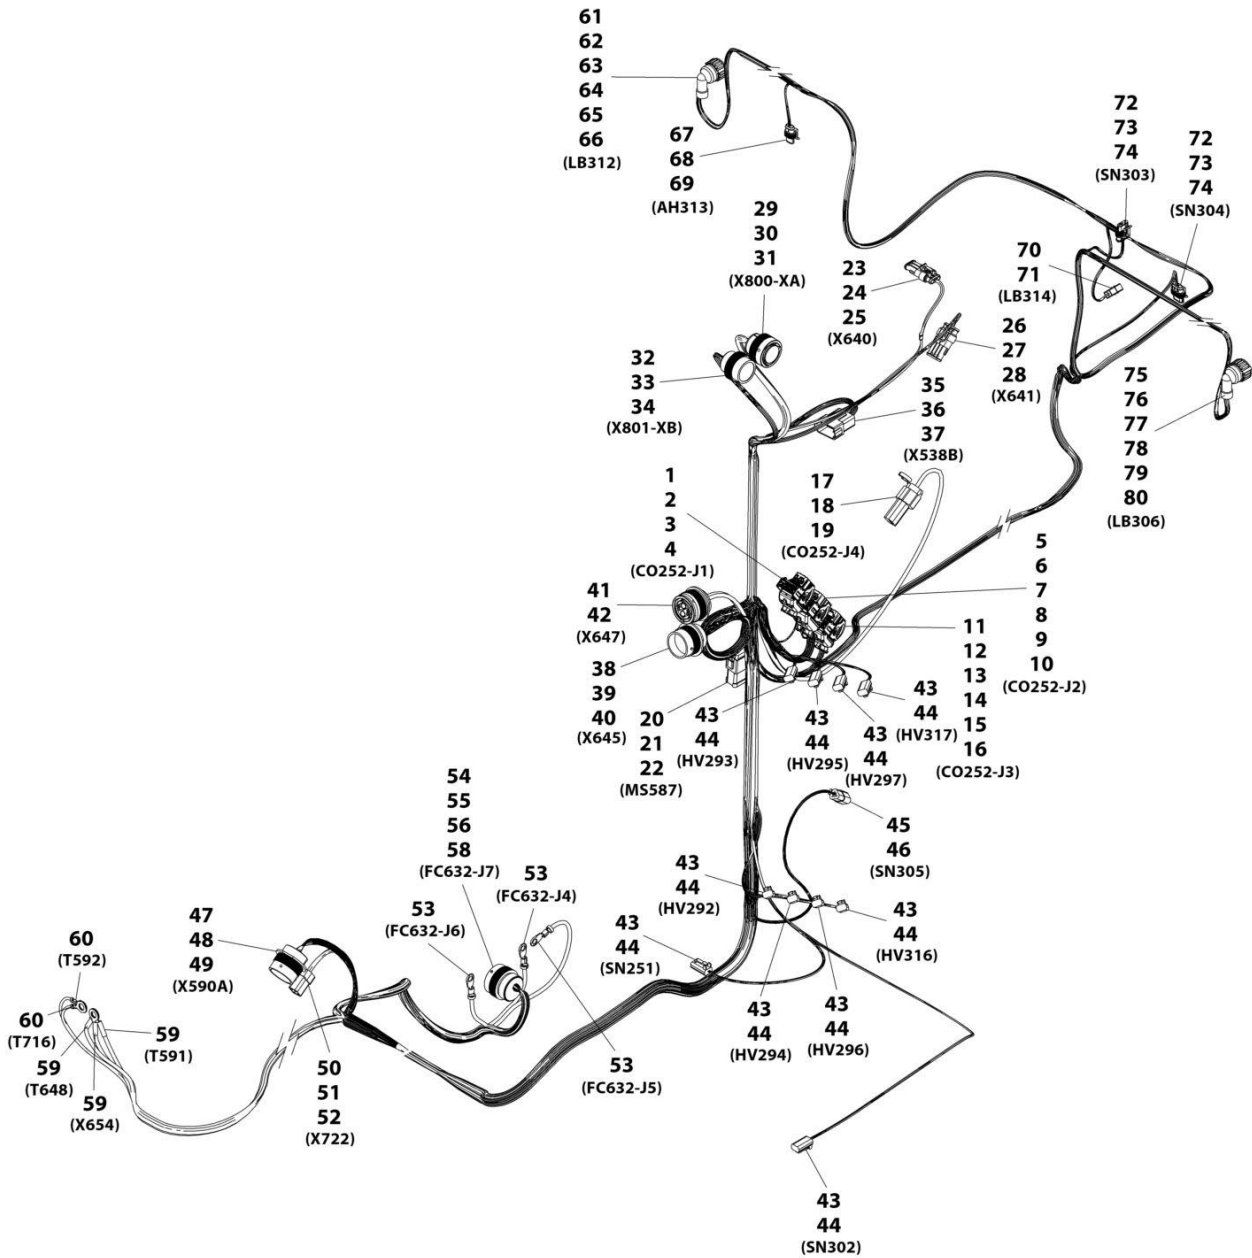 61
62
63
64
65
66
(LB312)
67
68
69
(AH313)
72
73
74
(SN303)
72
73
74
(SN304)
29
30
31
(X800-XA)
23
24
25
(X640)
70
71
(LB314)
26
27
28
(X641)
32
33
34
(X801-XB)
35
36
37
(X538B)
75
76
77
78
79
80
(LB306)
1
2
3
4
(CO252-J1)
17
18
19
(CO252-J4)
5
6
7
8
9
10
(CO252-J2)
41
42
(X647)
11
12
13
14
15
16
(CO252-J3)
38
39
40
(X645)
20
21
22
(MS587)
43
44
(HV293)
43
44
(HV295)
43
44
(HV297)
43
44
(HV317)
54
55
56
58
(FC632-J7)
53
(FC632-J4)
53
(FC632-J6)
45
46
(SN305)
43
44
(HV292)
43
44
(HV316)
47
48
49
(X590A)
43
44
(SN251)
60
(T592)
60
(T716)
59
(T591)
59
(T648)
59
(X654)
50
51
52
(X722)
53
(FC632-J5)
43
44
(HV294)
43
44
(HV296)
43
44
(SN302)